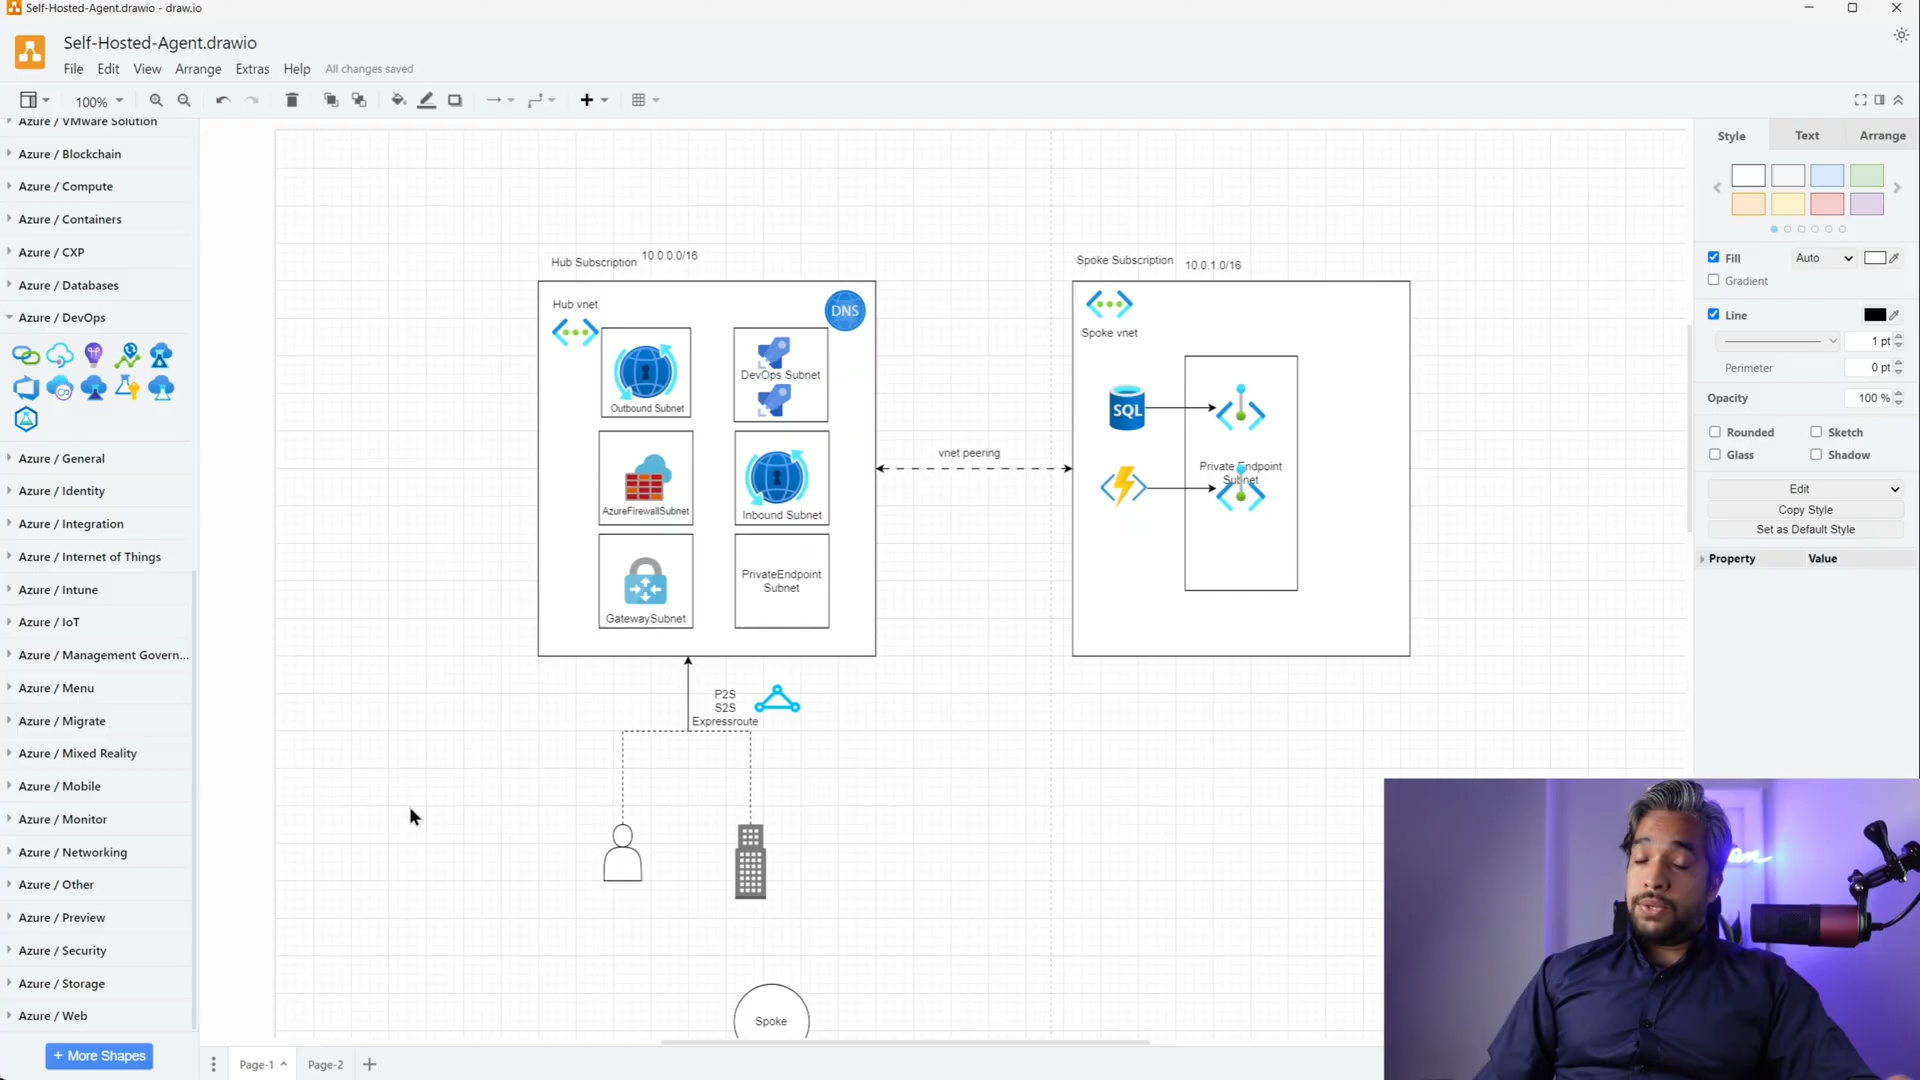 Self-Hosted-Agent.drawio - draw.io
Self-Hosted-Agent.drawio
File Edit View Arrange Extras Help All changes saved
100%
Azure / VMware Solution
Azure / Blockchain
Azure / Compute
Azure / Containers
Azure / CXP
Azure / Databases
Azure / DevOps
Azure / General
Azure / Identity
Azure / Integration
Azure / Internet of Things
Azure / Intune
Azure / IoT
Azure / Management Govern...
Azure / Menu
Azure / Migrate
Azure / Mixed Reality
Azure / Mobile
Azure / Monitor
Azure / Networking
Azure / Other
Azure / Preview
Azure / Security
Azure / Storage
Azure / Web
+ More Shapes
Hub Subscription
10.0.0.0/16
Hub vnet
DNS
Outbound Subnet
DevOps Subnet
AzureFirewallSubnet
Inbound Subnet
GatewaySubnet
PrivateEndpoint
Subnet
vnet peering
Spoke Subscription
10.0.1.0/16
Spoke vnet
SQL
Private Endpoint
Subnet
P2S
S2S
Expressroute
Spoke
Page-1
Page-2
Style Text Arrange
Fill Auto
Gradient
Line
1 pt
Perimeter 0 pt
Opacity 100 %
Rounded Sketch
Glass Shadow
Edit
Copy Style
Set as Default Style
Property Value